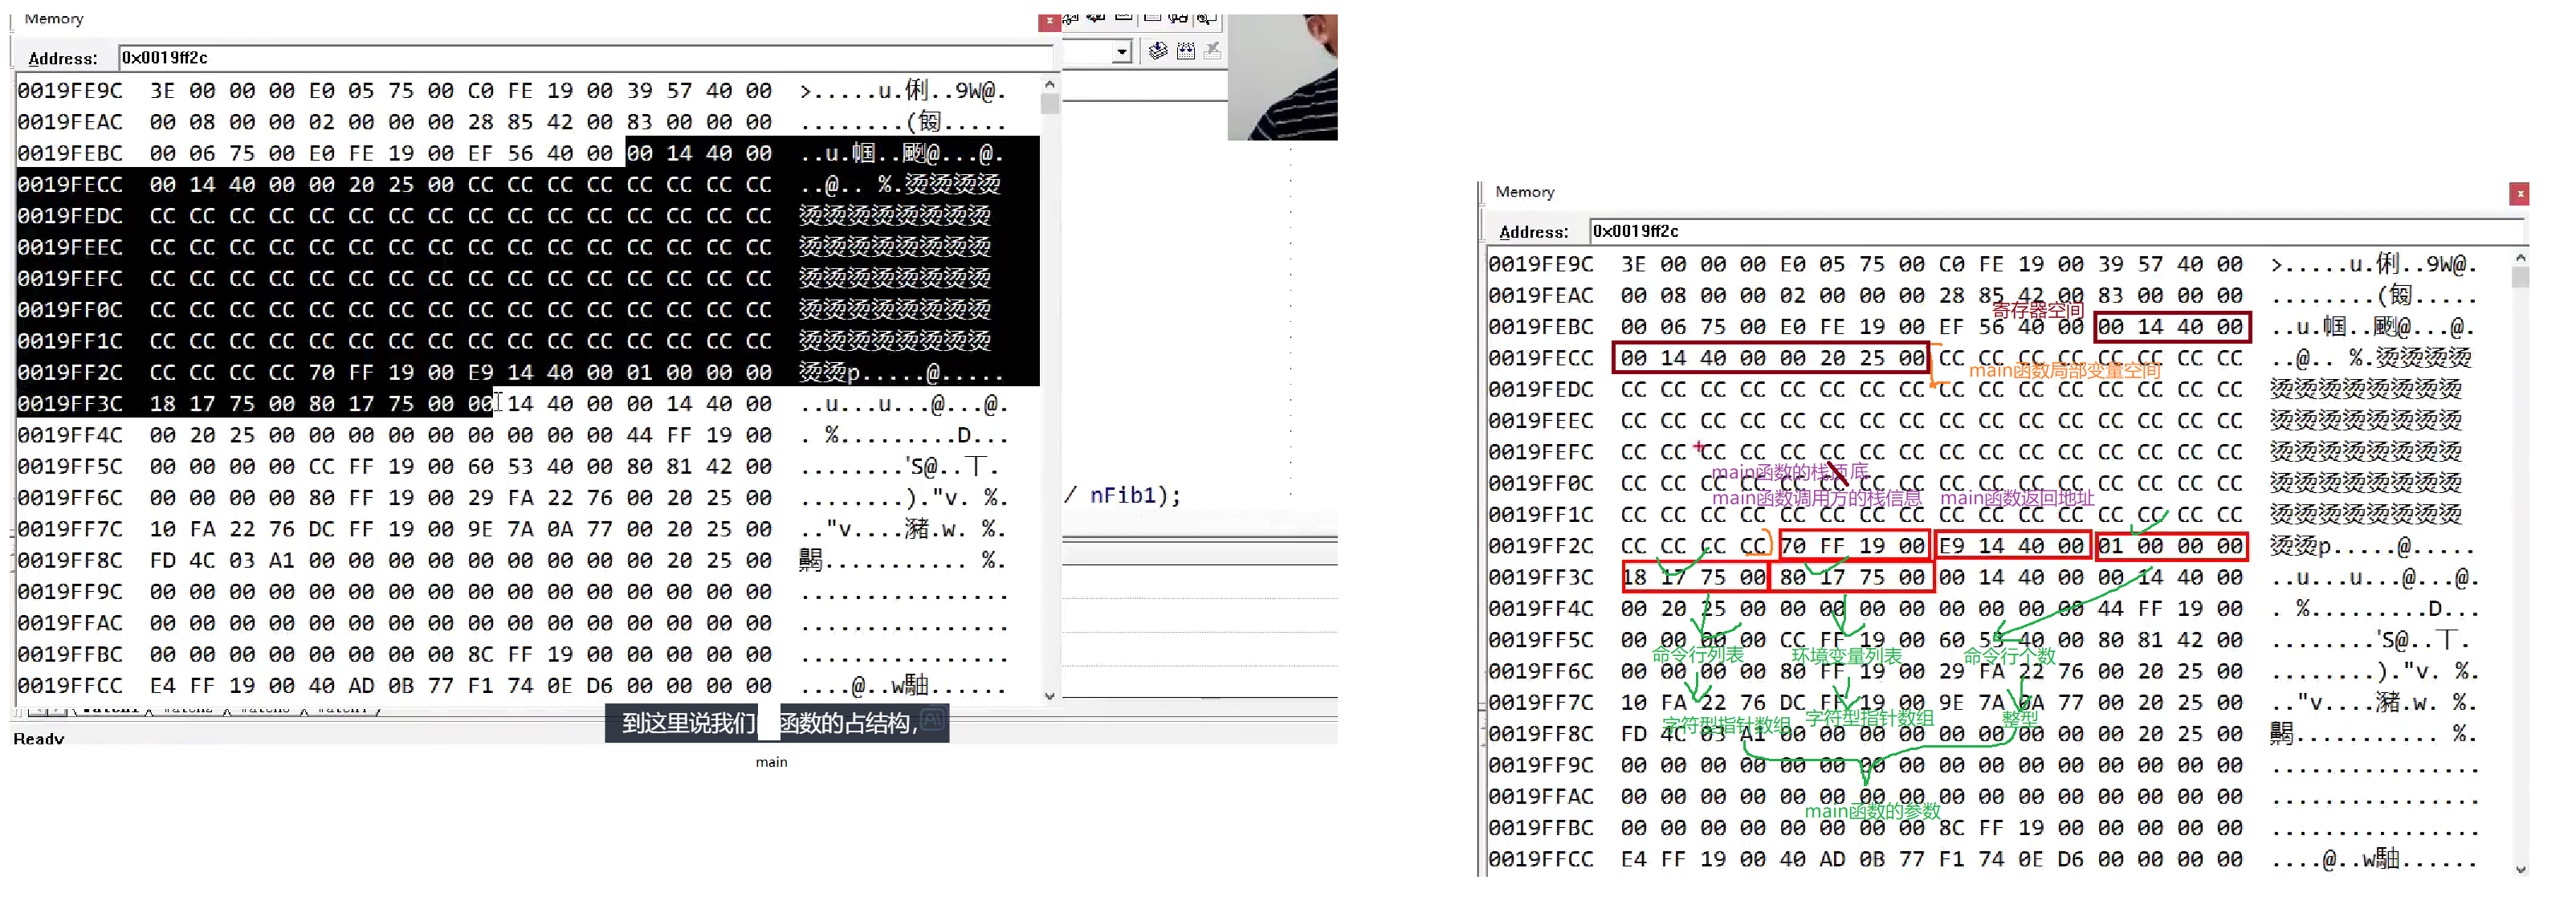 Memory
Address: 0x0019ff2c
0019FE9C 3E 00 00 00 E0 05 75 00 C0 FE 19 00 39 57 40 00 >.....u.俐..9W@.
0019FEAC 00 08 00 00 02 00 00 00 28 85 42 00 83 00 00 00 ........(匓.....
0019FEBC 00 06 75 00 E0 FE 19 00 EF 56 40 00 00 14 40 00 ..u.帼..颲@...@.
0019FECC 00 14 40 00 00 20 25 00 CC CC CC CC CC CC CC CC ..@.. %.烫烫烫烫
0019FEDC CC CC CC CC CC CC CC CC CC CC CC CC CC CC CC CC 烫烫烫烫烫烫烫烫
0019FEEC CC CC CC CC CC CC CC CC CC CC CC CC CC CC CC CC 烫烫烫烫烫烫烫烫
0019FEFC CC CC CC CC CC CC CC CC CC CC CC CC CC CC CC CC 烫烫烫烫烫烫烫烫
0019FF0C CC CC CC CC CC CC CC CC CC CC CC CC CC CC CC CC 烫烫烫烫烫烫烫烫
0019FF1C CC CC CC CC CC CC CC CC CC CC CC CC CC CC CC CC 烫烫烫烫烫烫烫烫
0019FF2C CC CC CC CC 70 FF 19 00 E9 14 40 00 01 00 00 00 烫烫p.....@.....
0019FF3C 18 17 75 00 80 17 75 00 00 14 40 00 00 14 40 00 ..u...u...@...@.
0019FF4C 00 20 25 00 00 00 00 00 00 00 00 00 44 FF 19 00 . %.........D...
0019FF5C 00 00 00 00 CC FF 19 00 60 53 40 00 80 81 42 00 ........`S@..丅.
0019FF6C 00 00 00 00 80 FF 19 00 29 FA 22 76 00 20 25 00 ........)."v. %.
0019FF7C 10 FA 22 76 DC FF 19 00 9E 7A 0A 77 00 20 25 00 .."v....瀦.w. %.
0019FF8C FD 4C 03 A1 00 00 00 00 00 00 00 00 00 20 25 00 ........... %.
0019FF9C 00 00 00 00 00 00 00 00 00 00 00 00 00 00 00 00 ................
0019FFAC 00 00 00 00 00 00 00 00 00 00 00 00 00 00 00 00 ................
0019FFBC 00 00 00 00 00 00 00 00 8C FF 19 00 00 00 00 00 ................
0019FFCC E4 FF 19 00 40 AD 0B 77 F1 74 0E D6 00 00 00 00 ....@..w駎......
/ nFib1);
到这里说我们 函数的占结构，
Ready
main
Memory
Address: 0x0019ff2c
0019FE9C 3E 00 00 00 E0 05 75 00 C0 FE 19 00 39 57 40 00 >.....u.俐..9W@.
0019FEAC 00 08 00 00 02 00 00 00 28 85 42 00 83 00 00 00 ........(匓.....
寄存器空间
0019FEBC 00 06 75 00 E0 FE 19 00 EF 56 40 00 00 14 40 00 ..u.帼..颲@...@.
0019FECC 00 14 40 00 00 20 25 00 CC CC CC CC CC CC CC CC ..@.. %.烫烫烫烫
main函数局部变量空间
0019FEDC CC CC CC CC CC CC CC CC CC CC CC CC CC CC CC CC 烫烫烫烫烫烫烫烫
0019FEEC CC CC CC CC CC CC CC CC CC CC CC CC CC CC CC CC 烫烫烫烫烫烫烫烫
0019FEFC CC CC CC CC CC CC CC CC CC CC CC CC CC CC CC CC 烫烫烫烫烫烫烫烫
main函数的栈顶底
0019FF0C CC CC CC CC CC CC CC CC CC CC CC CC CC CC CC CC 烫烫烫烫烫烫烫烫
main函数调用方的栈信息 main函数返回地址
0019FF1C CC CC CC CC CC CC CC CC CC CC CC CC CC CC CC CC 烫烫烫烫烫烫烫烫
0019FF2C CC CC CC CC 70 FF 19 00 E9 14 40 00 01 00 00 00 烫烫p.....@.....
0019FF3C 18 17 75 00 80 17 75 00 00 14 40 00 00 14 40 00 ..u...u...@...@.
0019FF4C 00 20 25 00 00 00 00 00 00 00 00 00 44 FF 19 00 . %.........D...
0019FF5C 00 00 00 00 CC FF 19 00 60 53 40 00 80 81 42 00 ........`S@..丅.
命令行列表 环境变量列表 命令行个数
0019FF6C 00 00 00 00 80 FF 19 00 29 FA 22 76 00 20 25 00 ........)."v. %.
0019FF7C 10 FA 22 76 DC FF 19 00 9E 7A 0A 77 00 20 25 00 .."v....瀦.w. %.
字符型指针数组 字符型指针数组 整型
0019FF8C FD 4C 03 A1 00 00 00 00 00 00 00 00 00 20 25 00 ........... %.
0019FF9C 00 00 00 00 00 00 00 00 00 00 00 00 00 00 00 00 ................
0019FFAC 00 00 00 00 00 00 00 00 00 00 00 00 00 00 00 00 ................
main函数的参数
0019FFBC 00 00 00 00 00 00 00 00 8C FF 19 00 00 00 00 00 ................
0019FFCC E4 FF 19 00 40 AD 0B 77 F1 74 0E D6 00 00 00 00 ....@..w駎......